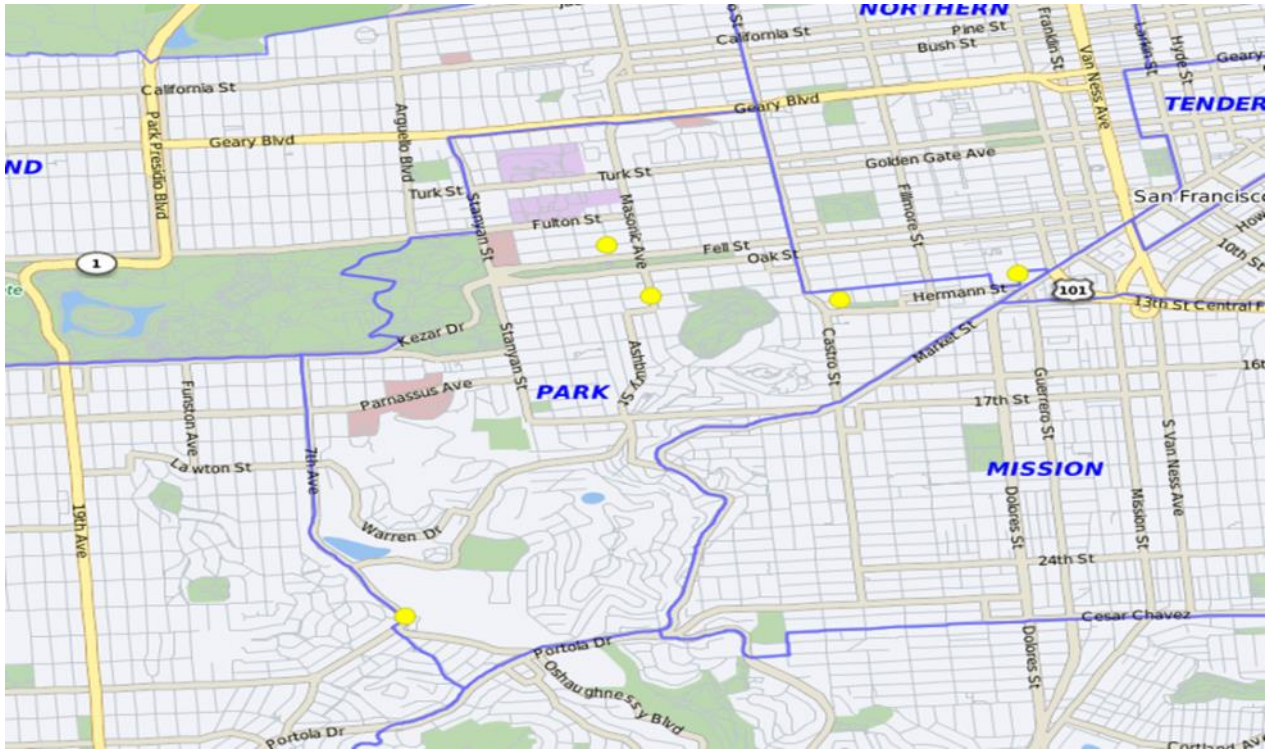 NORTHERN
California St
Pine St
Bush St
Franklin St
Van Ness Ave
Larkin St
Hyde St
Geary
California St
Geary Blvd
TENDER
Park Presidio Blvd
Arguello Blvd
Geary Blvd
Golden Gate Ave
ND
Turk St
Turk St
Fillmore St
San Francisco
Stanyan St
Masonic Ave
Fulton St
Fell St
Oak St
10th St
1
Hermann St
101
13th St Central F
Kezar Dr
Market St
Stanyan St
Ashbury St
Castro St
16t
PARK
Parnassus Ave
Funston Ave
17th St
Guerrero St
S Van Ness Ave
Lawton St
7th Ave
MISSION
19th Ave
Warren Dr
Dolores St
Mission St
24th St
Cesar Chavez
Portola Dr
Dolores St
Oshaughnessy Blvd
Portola Dr